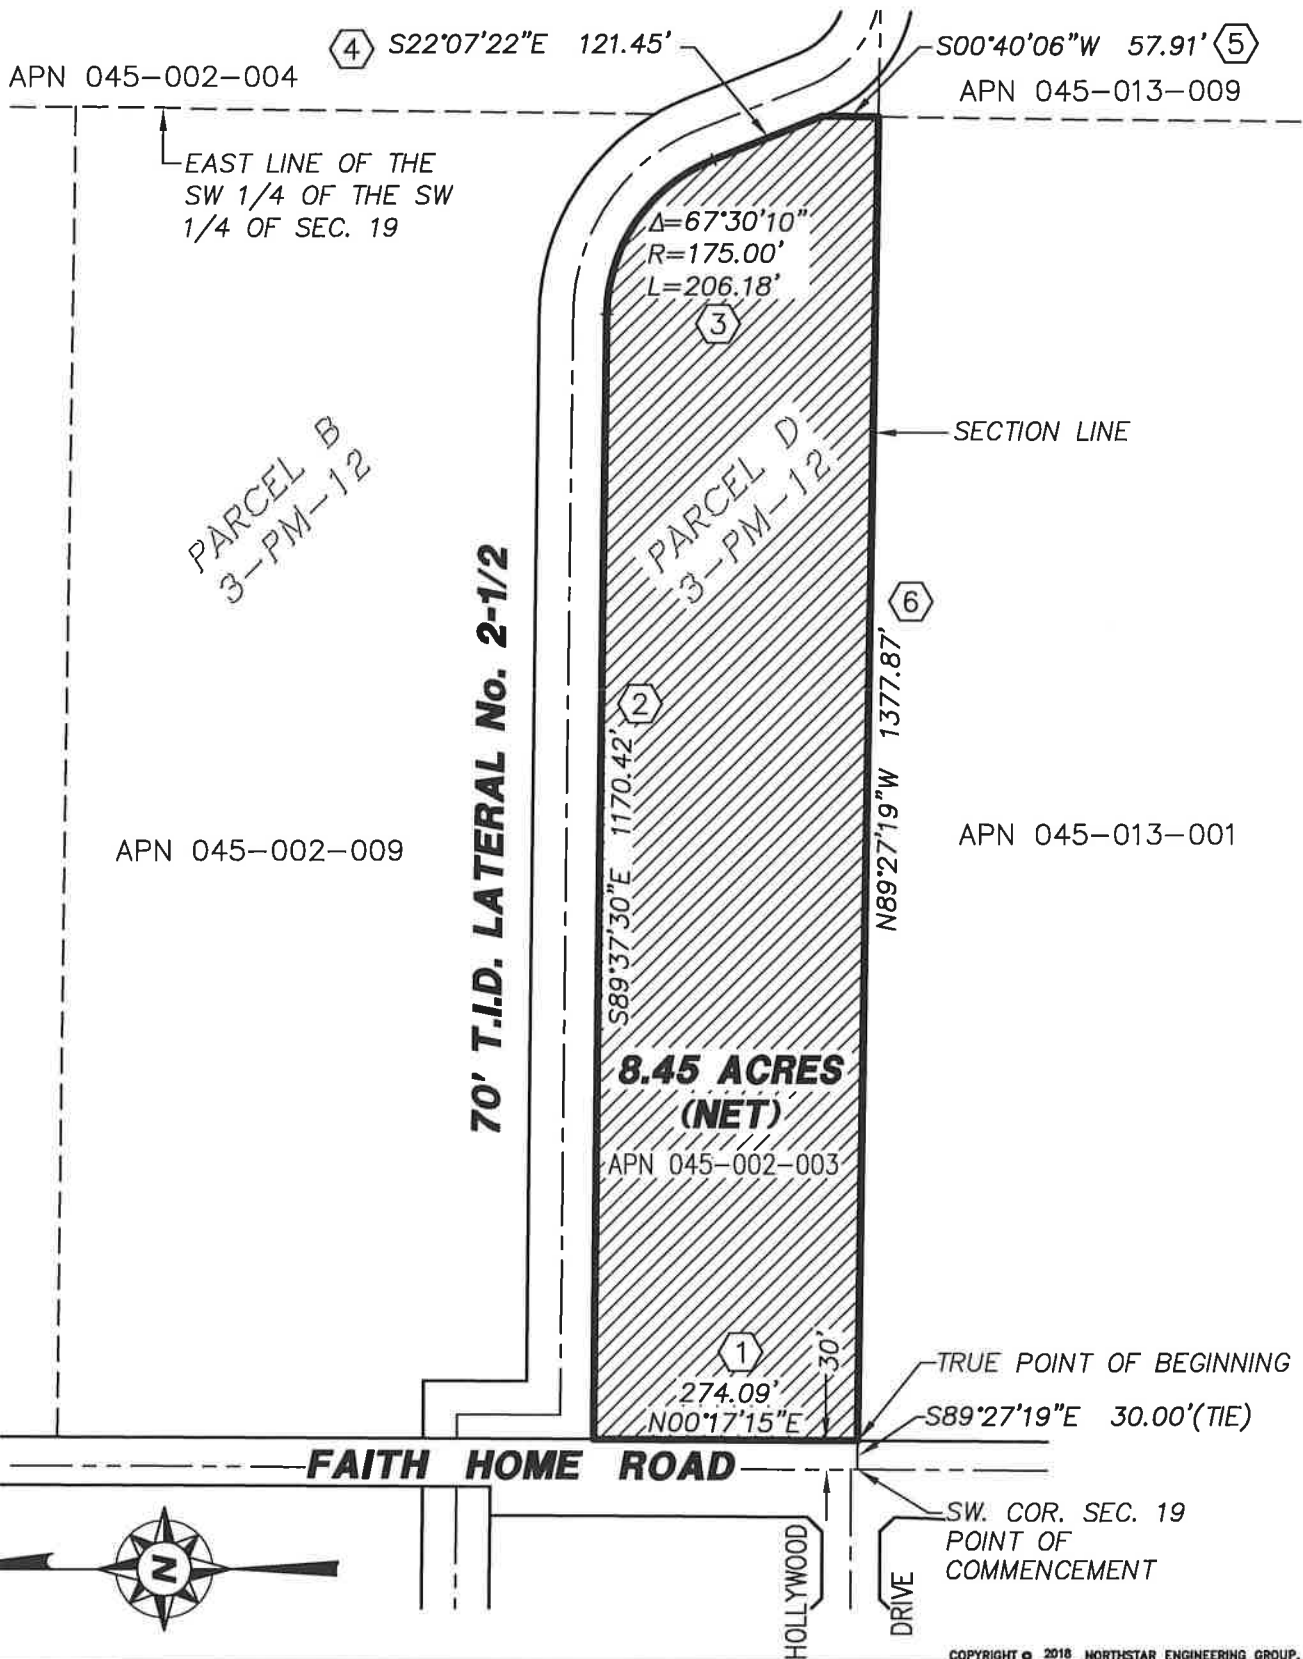 4 S22°07'22"E 121.45'
S00°40'06"W 57.91' 5
APN 045-002-004
APN 045-013-009
EAST LINE OF THE
SW 1/4 OF THE SW
1/4 OF SEC. 19
Δ=67°30'10"
R=175.00'
L=206.18'
3
SECTION LINE
PARCEL B
3-PM-12
PARCEL D
3-PM-12
70' T.I.D. LATERAL No. 2-1/2
2
S89°37'30"E 1170.42'
6
N89°27'19"W 1377.87'
APN 045-002-009
APN 045-013-001
8.45 ACRES
(NET)
APN 045-002-003
1
274.09'
N00°17'15"E
30'
TRUE POINT OF BEGINNING
S89°27'19"E 30.00'(TIE)
FAITH HOME ROAD
SW. COR. SEC. 19
POINT OF
COMMENCEMENT
N
HOLLYWOOD
DRIVE
COPYRIGHT © 2018 NORTHSTAR ENGINEERING GROUP,